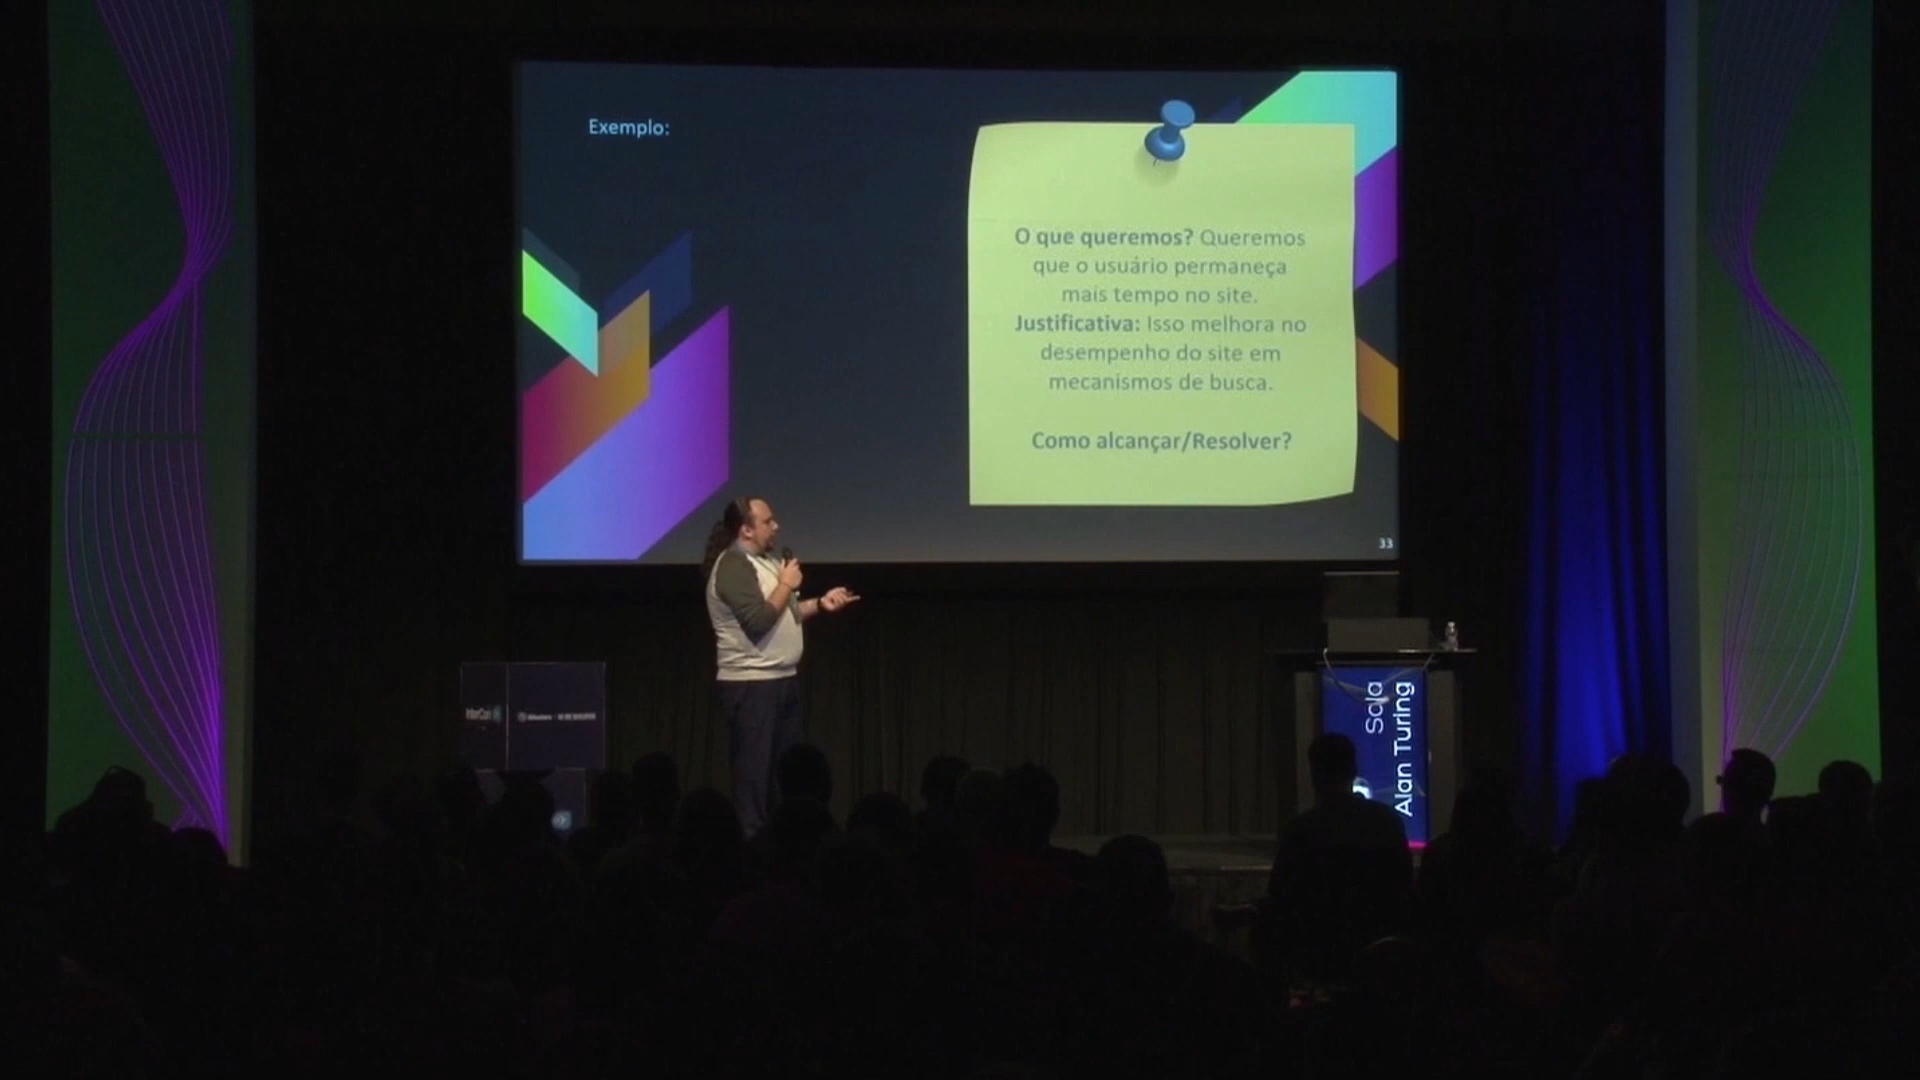 Exemplo:
O que queremos? Queremos
que o usuário permaneça
mais tempo no site.
Justificativa: Isso melhora no
desempenho do site em
mecanismos de busca.
Como alcançar/Resolver?
33
InterCon
Sala
Alan Turing